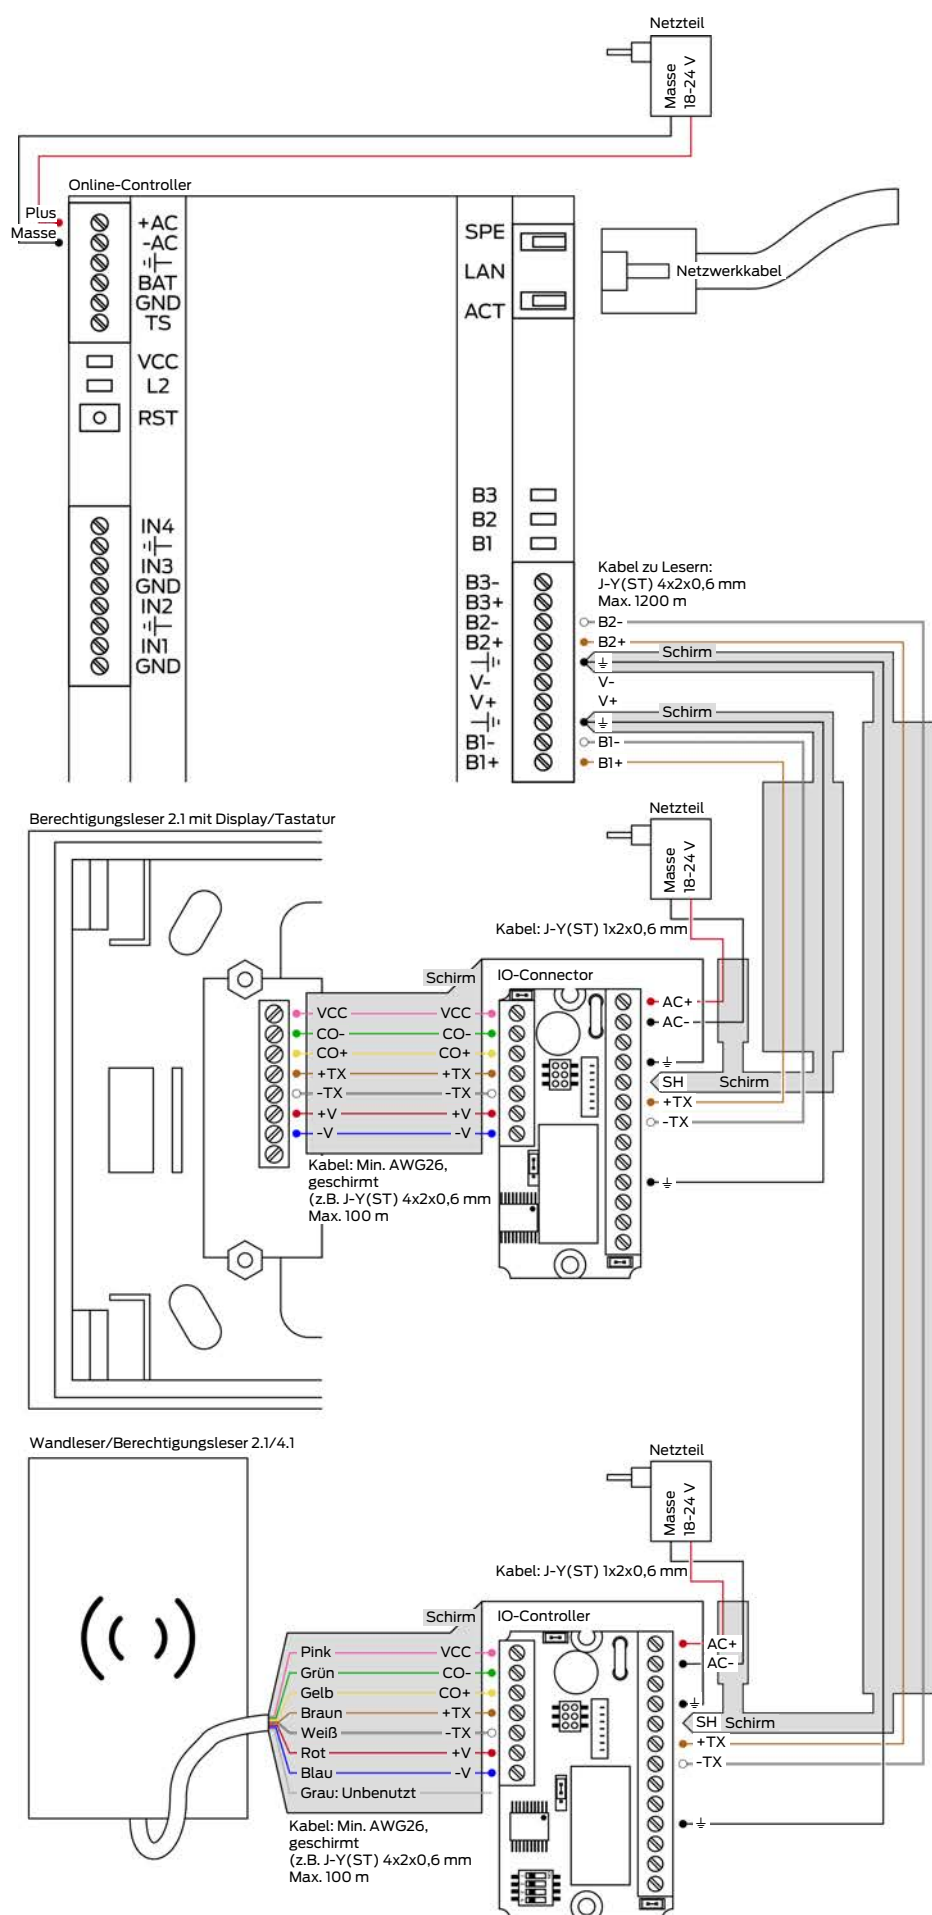 Netzteil
Masse
18-24 V
Online-Controller
Plus
Masse
+AC
-AC
BAT
GND
TS
VCC
L2
RST
IN4
IN3
GND
IN2
IN1
GND
SPE
LAN
ACT
Netzwerkkabel
B3
B2
B1
B3-
B3+
B2-
B2+
V-
V+
B1-
B1+
Kabel zu Lesern:
J-Y(ST) 4x2x0,6 mm
Max. 1200 m
B2-
B2+
Schirm
V-
V+
Schirm
B1-
B1+
Berechtigungsleser 2.1 mit Display/Tastatur
Netzteil
Masse
18-24 V
Kabel: J-Y(ST) 1x2x0,6 mm
Schirm
IO-Connector
VCC VCC
CO- CO-
CO+ CO+
+TX +TX
-TX -TX
+V +V
-V -V
AC+
AC-
SH Schirm
+TX
-TX
Kabel: Min. AWG26,
geschirmt
(z.B. J-Y(ST) 4x2x0,6 mm
Max. 100 m
Wandleser/Berechtigungsleser 2.1/4.1
Netzteil
Masse
18-24 V
Kabel: J-Y(ST) 1x2x0,6 mm
Schirm
IO-Controller
Pink VCC
Grün CO-
Gelb CO+
Braun +TX
Weiß -TX
Rot +V
Blau -V
Grau: Unbenutzt
AC+
AC-
SH Schirm
+TX
-TX
Kabel: Min. AWG26,
geschirmt
(z.B. J-Y(ST) 4x2x0,6 mm
Max. 100 m